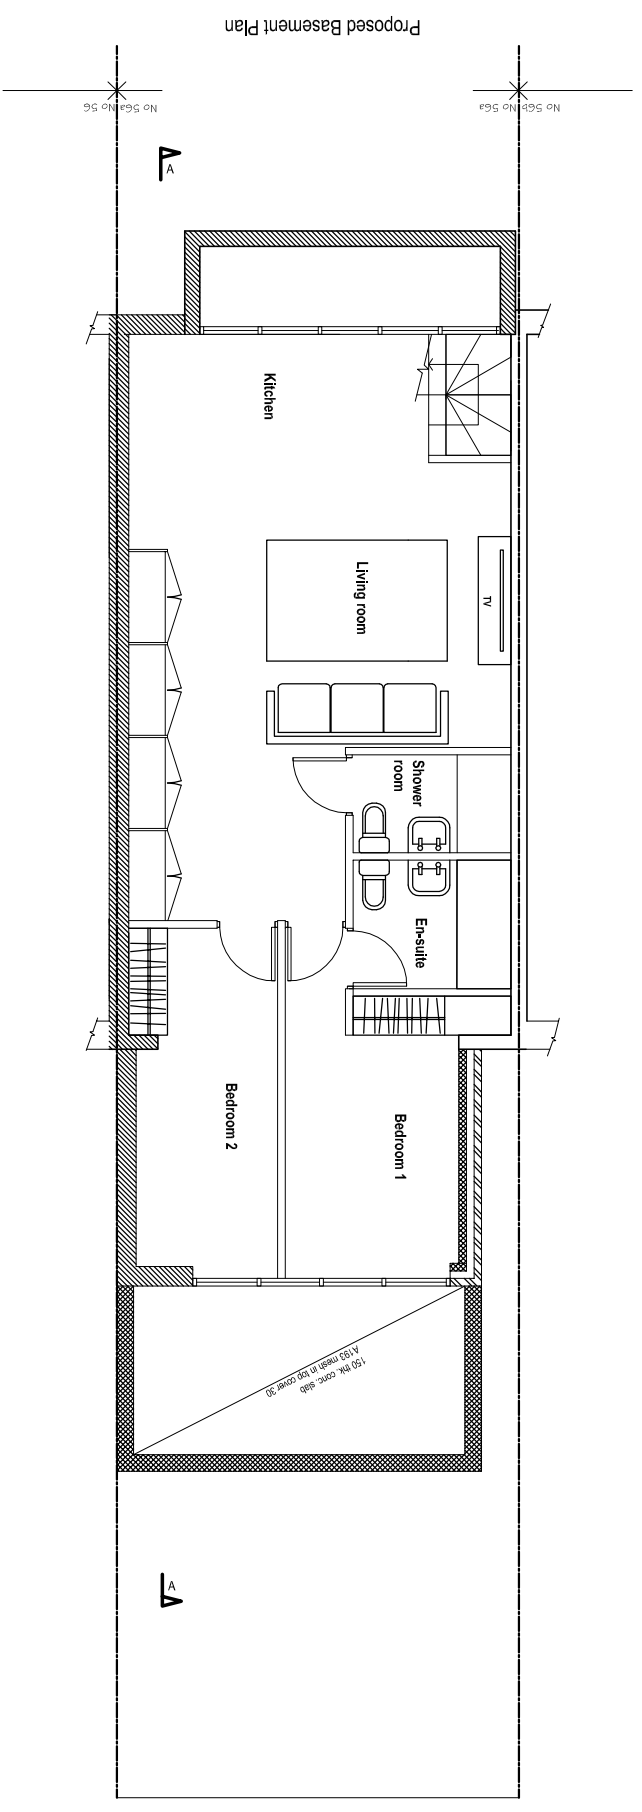 Proposed Basement Plan
No 56a No 56
No 56b No 56a
A
Kitchen
Living room
TV
Shower
room
En-suite
Bedroom 2
Bedroom 1
150 thk. conc. slab
A193 mesh in top cover 30
A